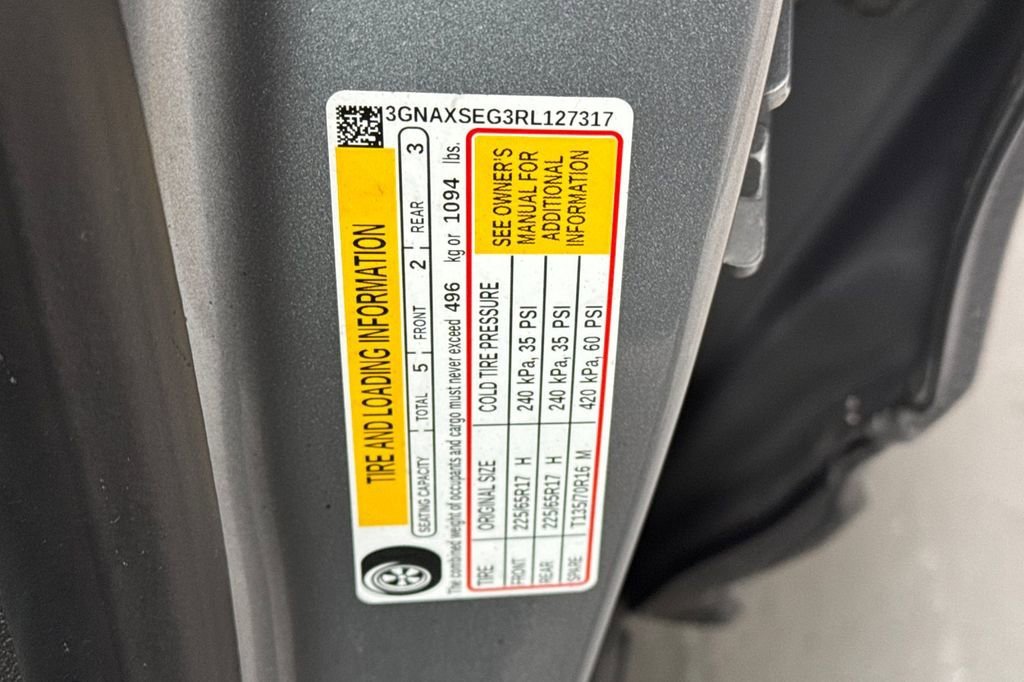 3GNAXSEG3RL127317
TIRE AND LOADING INFORMATION
SEATING CAPACITY TOTAL 5 FRONT 2 REAR 3
The combined weight of occupants and cargo must never exceed 496 kg or 1094 lbs.
TIRE ORIGINAL SIZE COLD TIRE PRESSURE
FRONT 225/65R17 H 240 kPa, 35 PSI
REAR 225/65R17 H 240 kPa, 35 PSI
SPARE T135/70R16 M 420 kPa, 60 PSI
SEE OWNER'S
MANUAL FOR
ADDITIONAL
INFORMATION